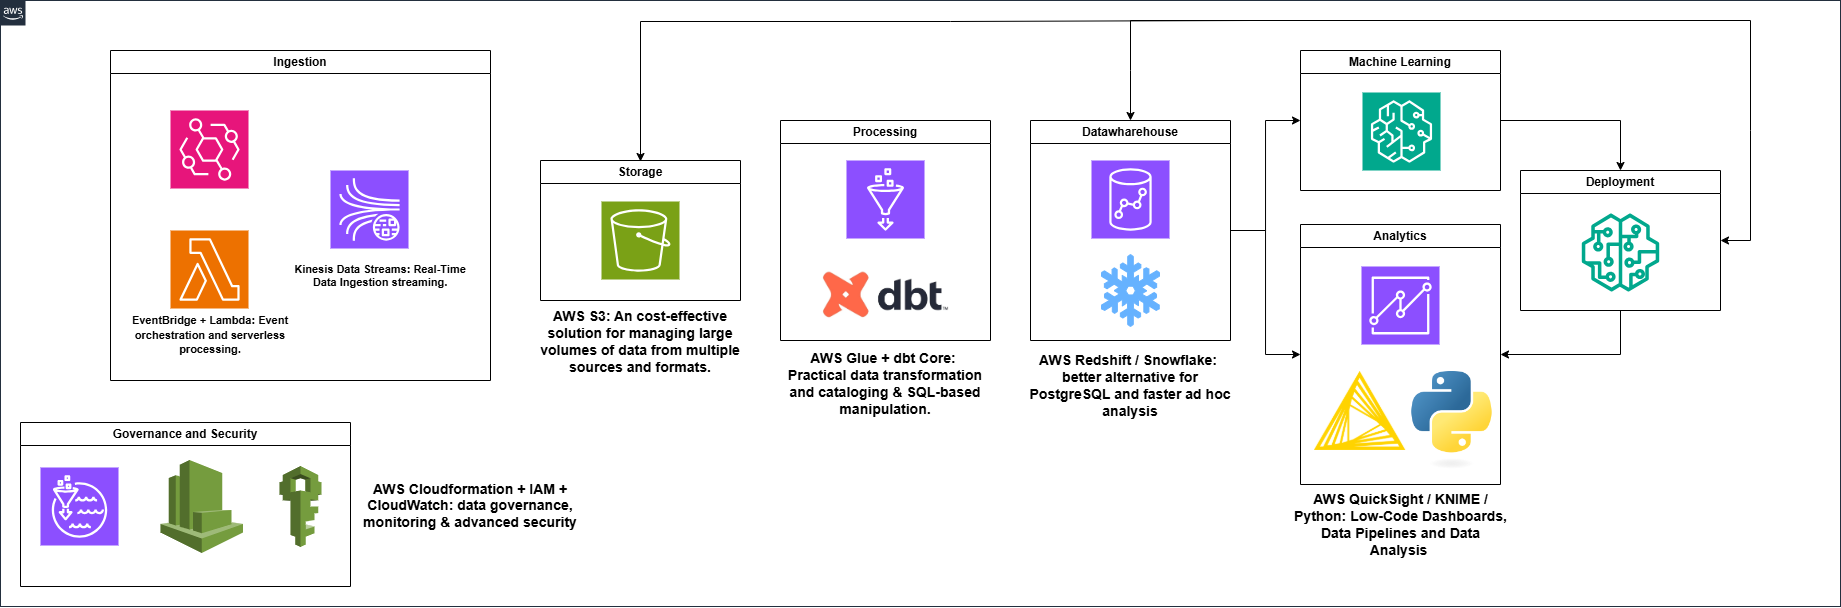 aws
Ingestion
Kinesis Data Streams: Real-Time
Data Ingestion streaming.
EventBridge + Lambda: Event
orchestration and serverless
processing.
Storage
AWS S3: An cost-effective
solution for managing large
volumes of data from multiple
sources and formats.
Processing
dbt
TM
AWS Glue + dbt Core:
Practical data transformation
and cataloging & SQL-based
manipulation.
Datawharehouse
AWS Redshift / Snowflake:
better alternative for
PostgreSQL and faster ad hoc
analysis
Machine Learning
Analytics
AWS QuickSight / KNIME /
Python: Low-Code Dashboards,
Data Pipelines and Data
Analysis
Deployment
Governance and Security
AWS Cloudformation + IAM +
CloudWatch: data governance,
monitoring & advanced security